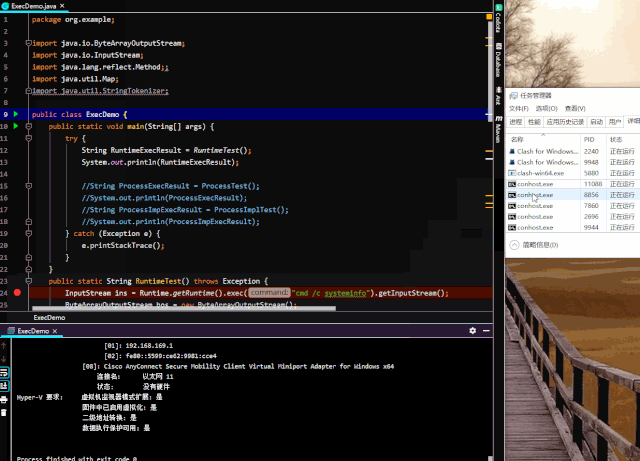 ExecDemo.java
package org.example;
import java.io.ByteArrayOutputStream;
import java.io.InputStream;
import java.lang.reflect.Method;;
import java.util.Map;
import java.util.StringTokenizer;
public class ExecDemo {
public static void main(String[] args) {
try {
String RuntimeExecResult = RuntimeTest();
System.out.println(RuntimeExecResult);
//String ProcessExecResult = ProcessTest();
//System.out.println(ProcessExecResult);
//String ProcessImpExecResult = ProcessImplTest();
//System.out.println(ProcessImpExecResult);
} catch (Exception e) {
e.printStackTrace();
}
}
public static String RuntimeTest() throws Exception {
InputStream ins = Runtime.getRuntime().exec( command: "cmd /c systeminfo").getInputStream();
ByteArrayOutputStream bos = new ByteArrayOutputStream();
ExecDemo
Codota
Database
Ant
Maven
任务管理器
文件(F) 选项(O) 查看(V)
进程 性能 应用历史记录 启动 用户 详细
名称 PID 状态
Clash for Windows... 2240 正在运行
Clash for Windows... 9948 正在运行
clash-win64.exe 5880 正在运行
conhost.exe 11088 正在运行
conhost.exe 8856 正在运行
conhost.exe 7860 正在运行
conhost.exe 2696 正在运行
conhost.exe 9944 正在运行
简略信息(D)
ExecDemo
[01]: 192.168.169.1
[02]: fe80::5599:ce62:9981:cce4
[08]: Cisco AnyConnect Secure Mobility Client Virtual Miniport Adapter for Windows x64
连接名: 以太网 11
状态: 没有硬件
Hyper-V 要求: 虚拟机监视器模式扩展: 是
固件中已启用虚拟化: 是
二级地址转换: 是
数据执行保护可用: 是
Process finished with exit code 0